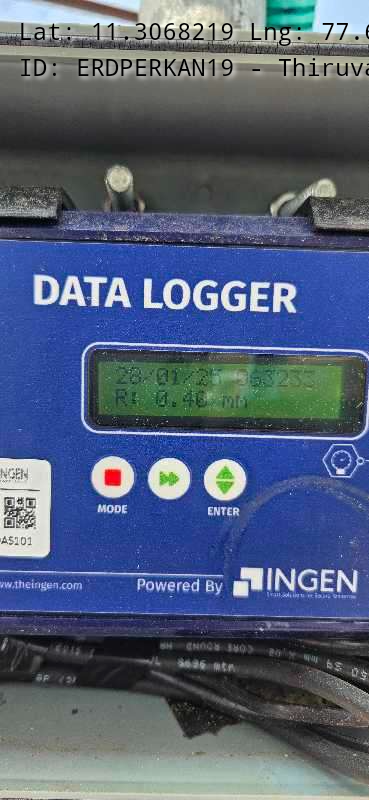 Lat: 11.3068219 Lng: 77.6
ID: ERDPERKAN19 - Thiruva
DATA LOGGER
28/01/25 063233
R: 0.40 mm
MODE
ENTER
INGEN
DAS101
www.theingen.com
Powered By
INGEN